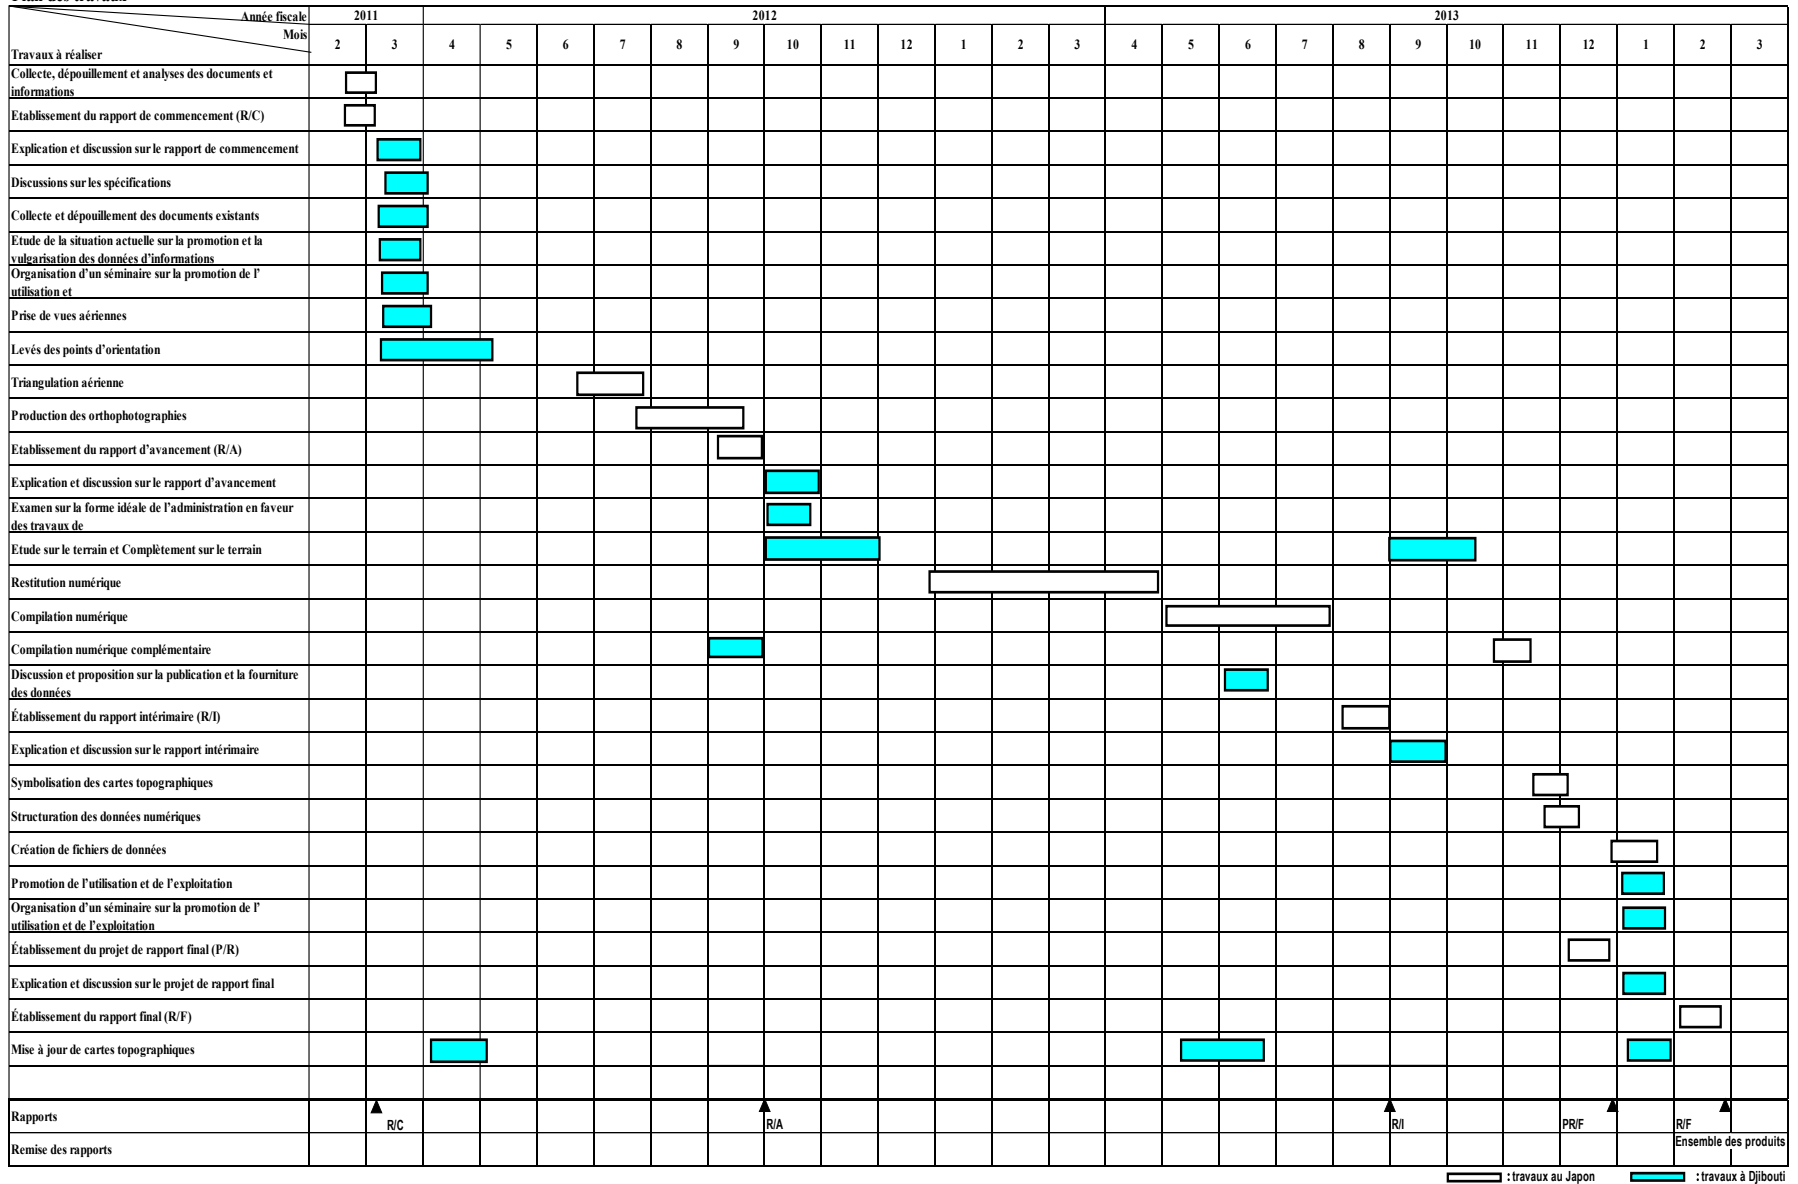 Année fiscale 2011 2012 2013
Mois 2 3 4 5 6 7 8 9 10 11 12 1 2 3 4 5 6 7 8 9 10 11 12 1 2 3
Travaux à réaliser
Collecte, dépouillement et analyses des documents et
informations
Etablissement du rapport de commencement (R/C)
Explication et discussion sur le rapport de commencement
Discussions sur les spécifications
Collecte et dépouillement des documents existants
Etude de la situation actuelle sur la promotion et la
vulgarisation des données d'informations
Organisation d'un séminaire sur la promotion de l'
utilisation et
Prise de vues aériennes
Levés des points d'orientation
Triangulation aérienne
Production des orthophotographies
Etablissement du rapport d'avancement (R/A)
Explication et discussion sur le rapport d'avancement
Examen sur la forme idéale de l'administration en faveur
des travaux de
Etude sur le terrain et Complètement sur le terrain
Restitution numérique
Compilation numérique
Compilation numérique complémentaire
Discussion et proposition sur la publication et la fourniture
des données
Établissement du rapport intérimaire (R/I)
Explication et discussion sur le rapport intérimaire
Symbolisation des cartes topographiques
Structuration des données numériques
Création de fichiers de données
Promotion de l'utilisation et de l'exploitation
Organisation d'un séminaire sur la promotion de l'
utilisation et de l'exploitation
Établissement du projet de rapport final (P/R)
Explication et discussion sur le projet de rapport final
Établissement du rapport final (R/F)
Mise à jour de cartes topographiques
Rapports R/C R/A R/I PR/F R/F
Remise des rapports Ensemble des produits
: travaux au Japon : travaux à Djibouti